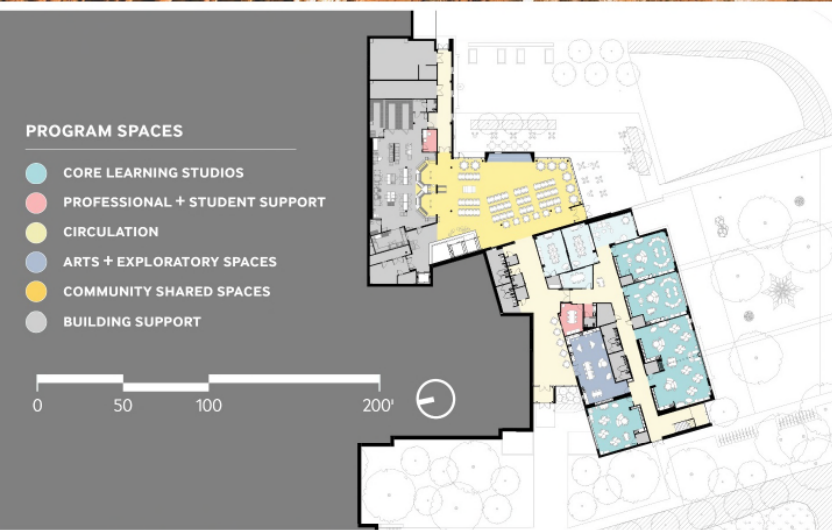 PROGRAM SPACES
CORE LEARNING STUDIOS
PROFESSIONAL + STUDENT SUPPORT
CIRCULATION
ARTS + EXPLORATORY SPACES
COMMUNITY SHARED SPACES
BUILDING SUPPORT
0 50 100 200'